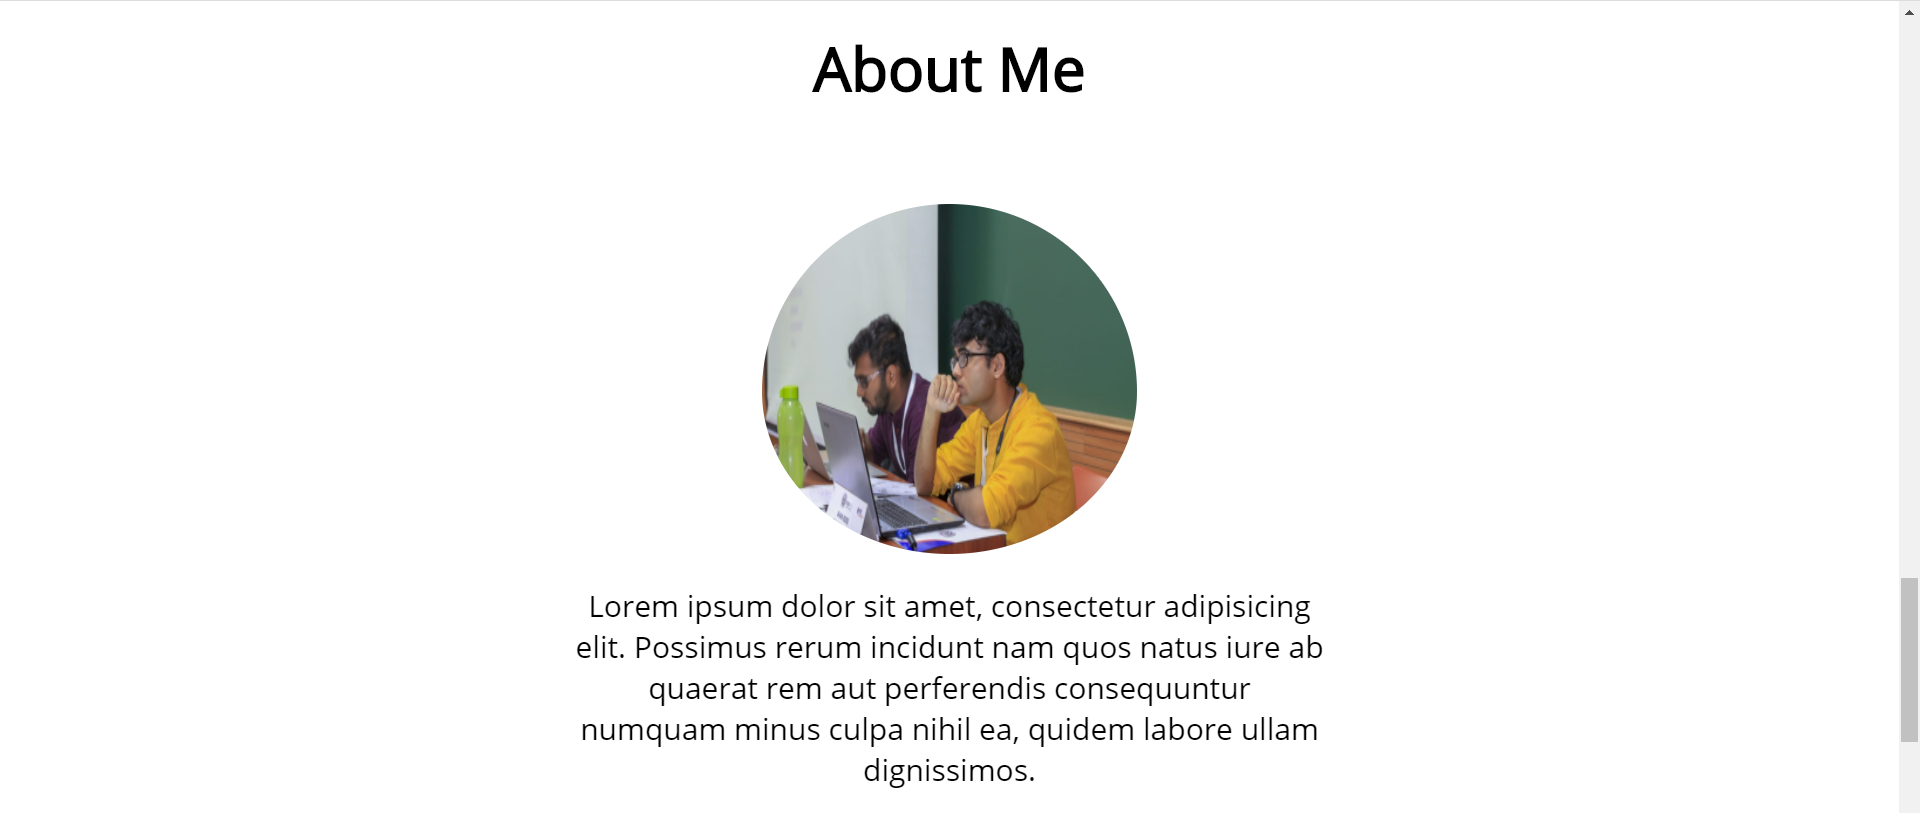 About Me
Lorem ipsum dolor sit amet, consectetur adipisicing
elit. Possimus rerum incidunt nam quos natus iure ab
quaerat rem aut perferendis consequuntur
numquam minus culpa nihil ea, quidem labore ullam
dignissimos.